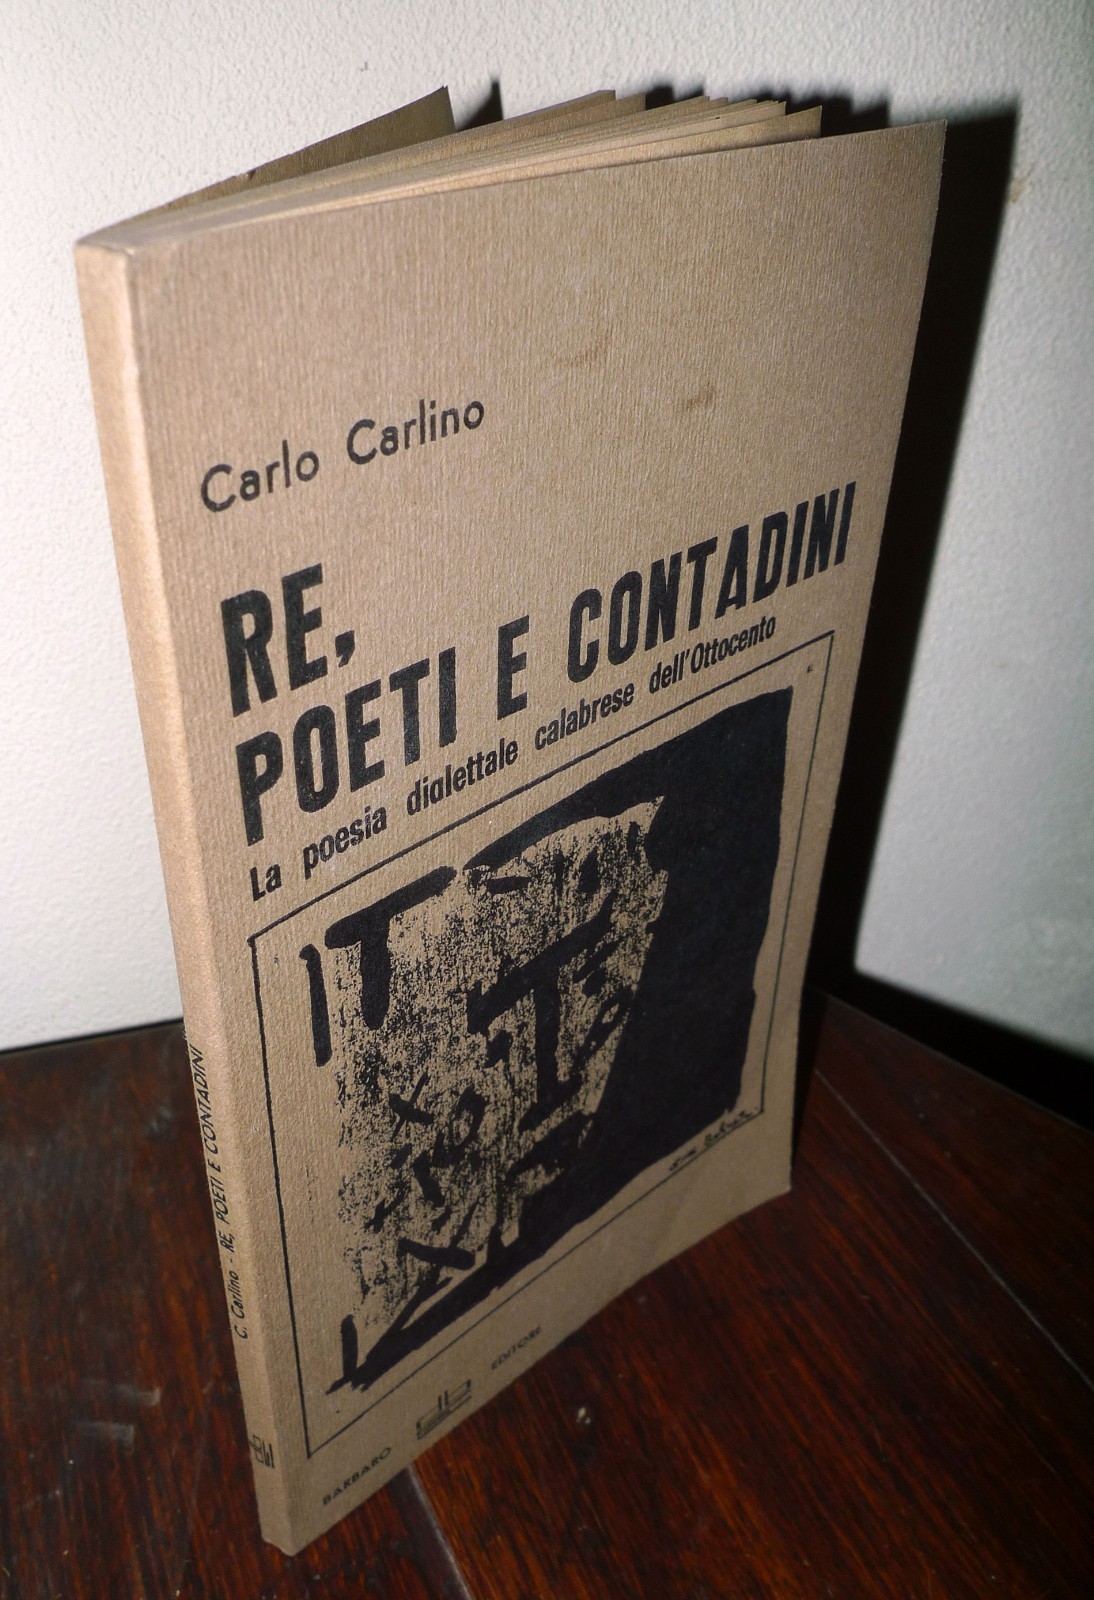 Carlo Carlino
RE,
POETI E CONTADINI
La poesia dialettale calabrese dell'Ottocento
BARBARO
EDITORE
C. Carlino - RE, POETI E CONTADINI